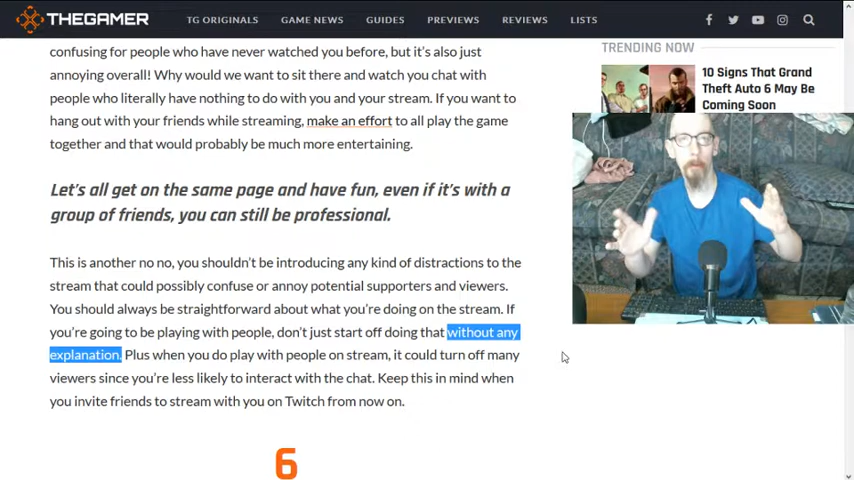 THEGAMER
TG ORIGINALS
GAME NEWS
GUIDES
PREVIEWS
REVIEWS
LISTS
confusing for people who have never watched you before, but it's also just
annoying overall! Why would we want to sit there and watch you chat with
people who literally have nothing to do with you and your stream. If you want to
hang out with your friends while streaming, make an effort to all play the game
together and that would probably be much more entertaining.
Let's all get on the same page and have fun, even if it's with a
group of friends, you can still be professional.
This is another no no, you shouldn't be introducing any kind of distractions to the
stream that could possibly confuse or annoy potential supporters and viewers.
You should always be straightforward about what you're doing on the stream. If
you're going to be playing with people, don't just start off doing that without any
explanation. Plus when you do play with people on stream, it could turn off many
viewers since you're less likely to interact with the chat. Keep this in mind when
you invite friends to stream with you on Twitch from now on.
6
TRENDING NOW
10 Signs That Grand
Theft Auto 6 May Be
Coming Soon